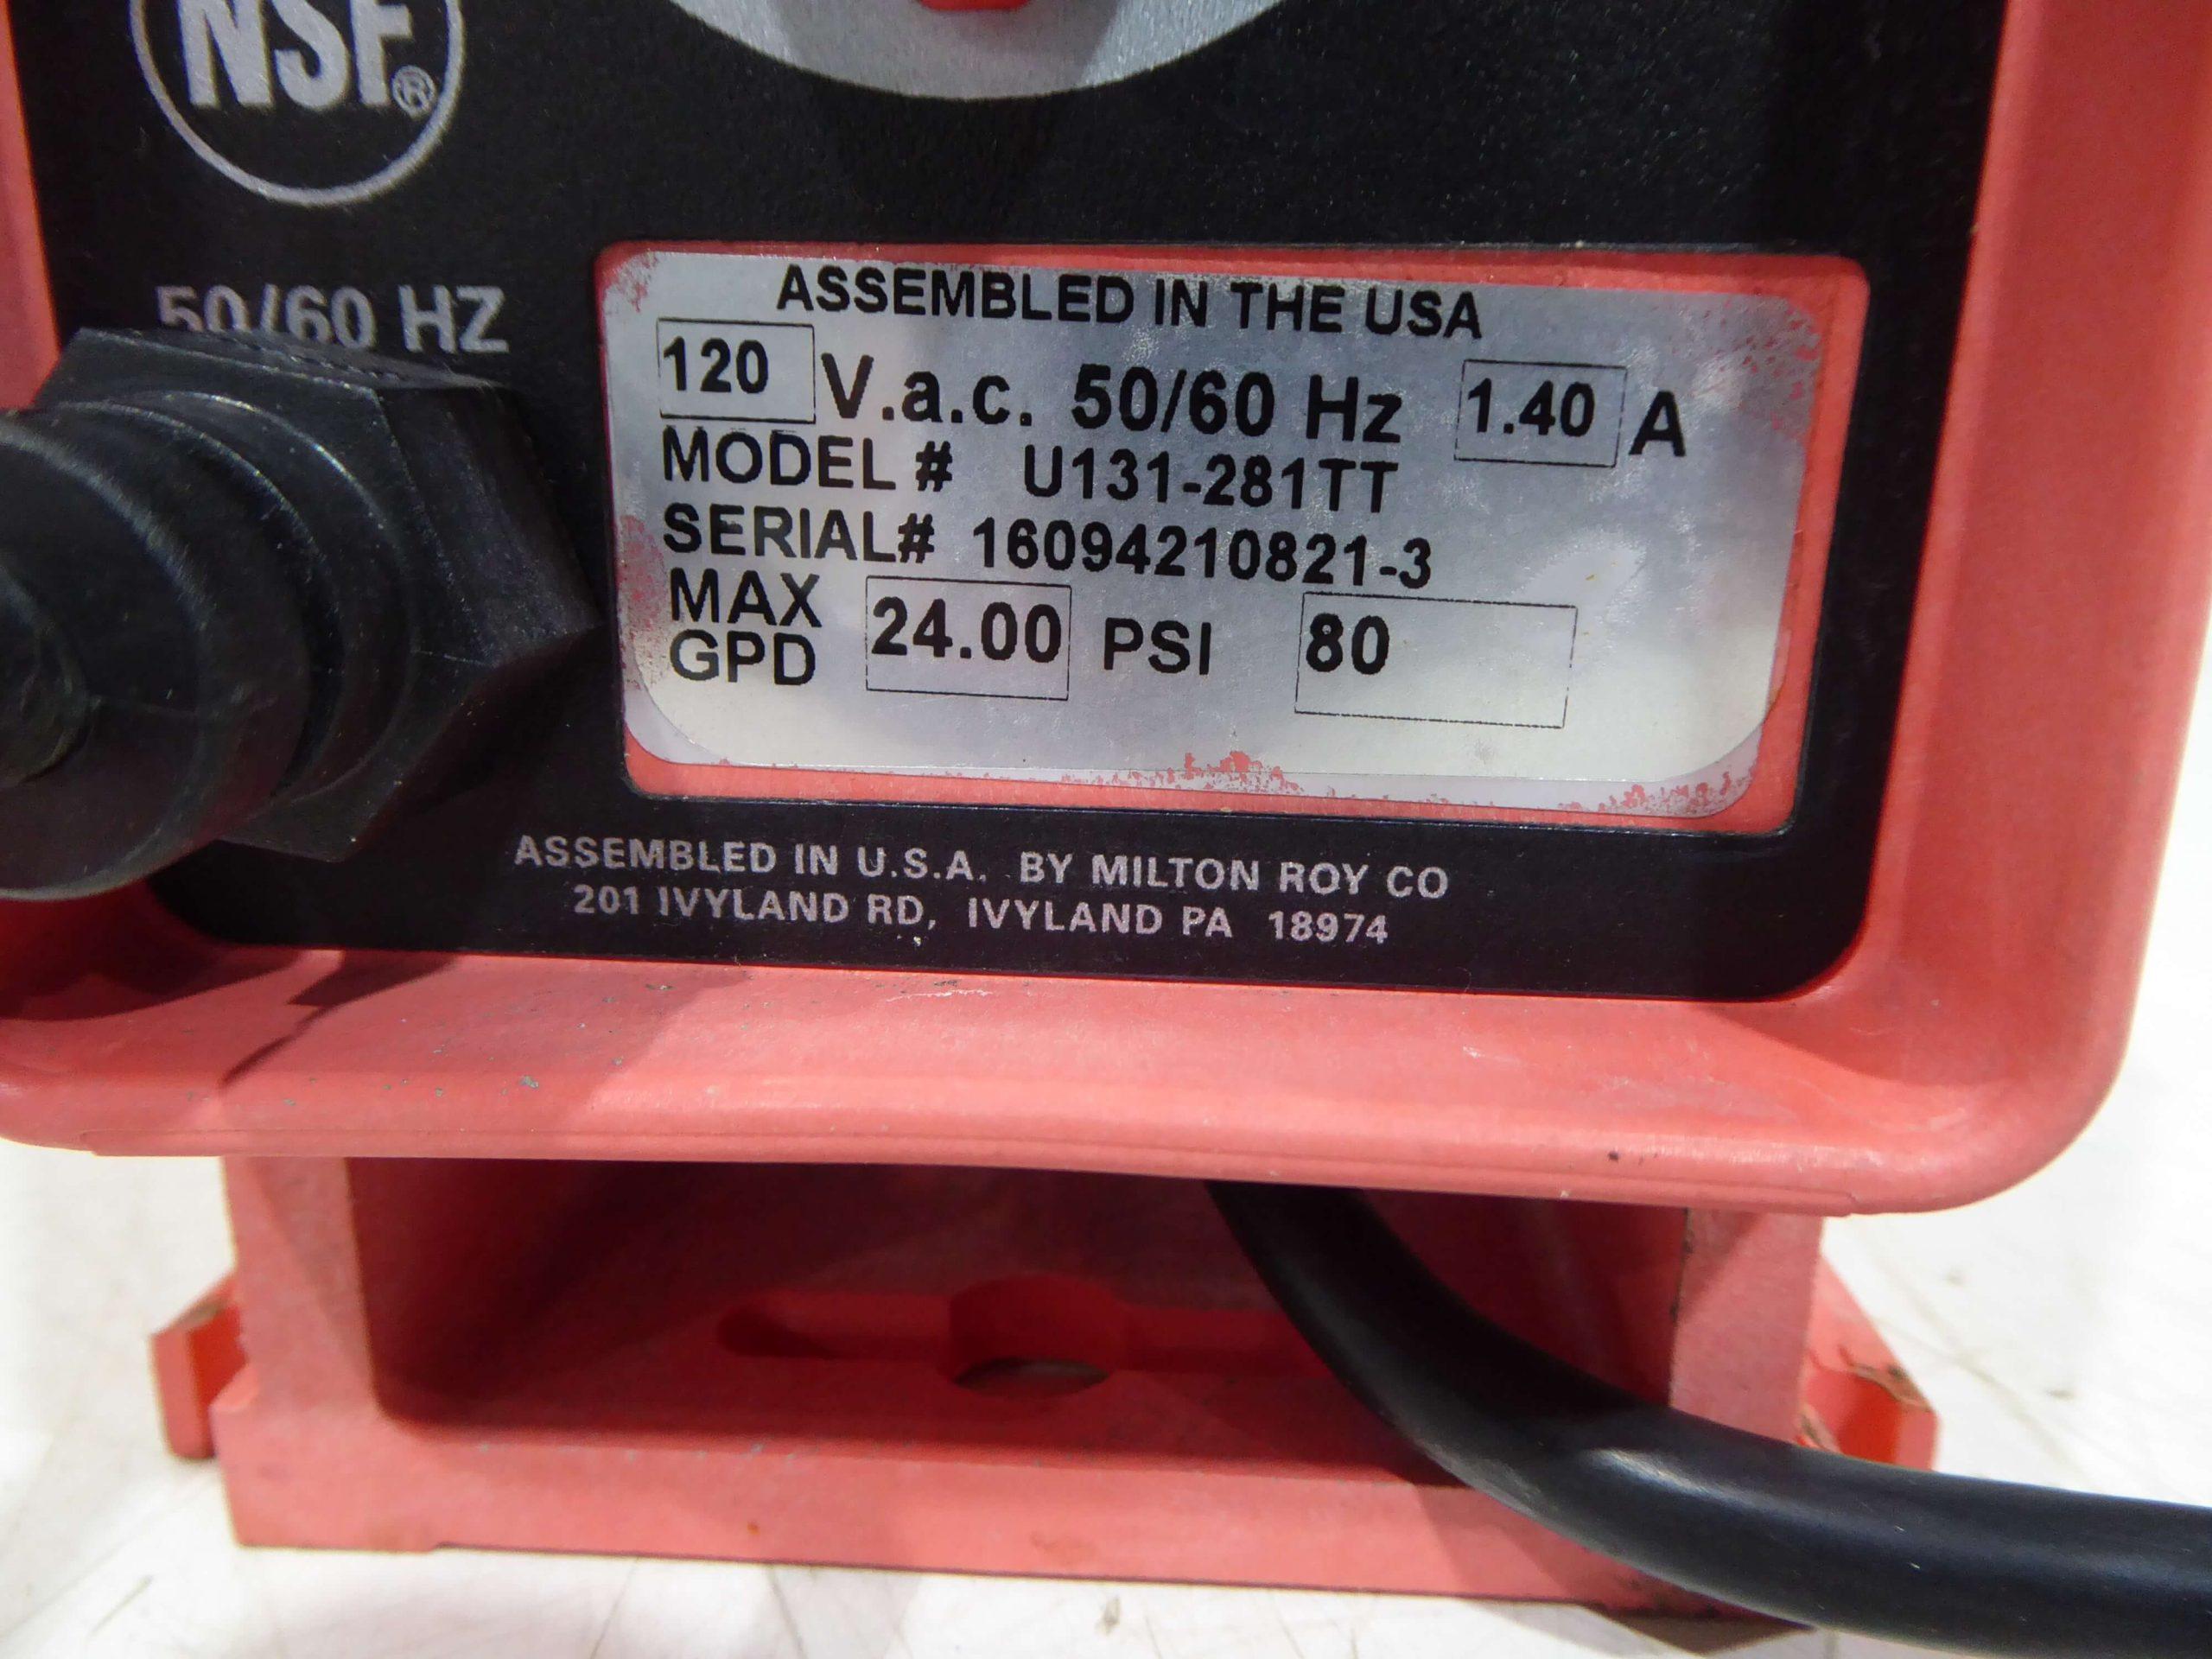 NSF®
50/60 HZ
ASSEMBLED IN THE USA
120 V.a.c. 50/60 Hz 1.40 A
MODEL # U131-281TT
SERIAL# 16094210821-3
MAX GPD 24.00 PSI 80
ASSEMBLED IN U.S.A. BY MILTON ROY CO
201 IVYLAND RD, IVYLAND PA 18974